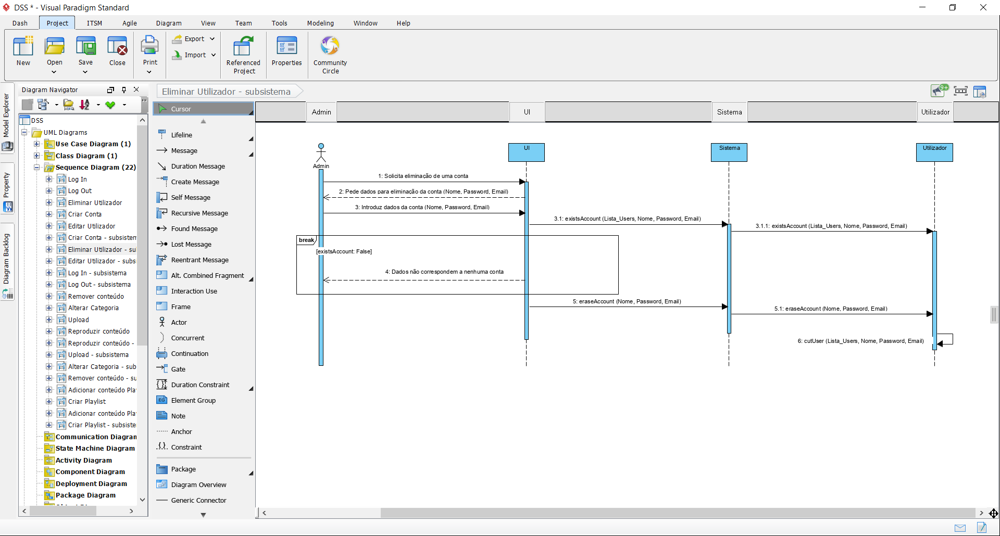 DSS * - Visual Paradigm Standard
Dash
Project
ITSM
Agile
Diagram
View
Team
Tools
Modeling
Window
Help
New
Open
Save
Close
Print
Export
Import
Referenced
Project
Properties
Community
Circle
Model Explorer
Property
Diagram Backlog
Diagram Navigator
DSS
UML Diagrams
Use Case Diagram (1)
Class Diagram (1)
Sequence Diagram (22)
Log In
Log Out
Eliminar Utilizador
Criar Conta
Editar Utilizador
Criar Conta - subsistem
Eliminar Utilizador - su
Editar Utilizador - subs
Log In - subsistema
Log Out - subsistema
Remover conteúdo
Alterar Categoria
Upload
Reproduzir conteúdo
Reproduzir conteúdo -
Upload - subsistema
Alterar Categoria - sub
Remover conteúdo - su
Adicionar conteúdo Pla
Criar Playlist
Adicionar conteúdo Pla
Criar Playlist - subsiste
Communication Diagran
State Machine Diagram
Activity Diagram
Component Diagram
Deployment Diagram
Package Diagram
Eliminar Utilizador - subsistema
9+
Cursor
Lifeline
Message
Duration Message
Create Message
Self Message
Recursive Message
Found Message
Lost Message
Reentrant Message
Alt. Combined Fragment
Interaction Use
Frame
Actor
Concurrent
Continuation
Gate
Duration Constraint
EG
Element Group
Note
Anchor
Constraint
Package
Diagram Overview
Generic Connector
Admin
UI
Sistema
Utilizador
Admin
UI
Sistema
Utilizador
1: Solicita eliminação de uma conta
2: Pede dados para eliminação da conta (Nome, Password, Email)
3: Introduz dados da conta (Nome, Password, Email)
3.1: existsAccount (Lista_Users, Nome, Password, Email)
3.1.1: existsAccount (Lista_Users, Nome, Password, Email)
break
[existsAccount: False]
4: Dados não correspondem a nenhuma conta
5: eraseAccount (Nome, Password, Email)
5.1: eraseAccount (Nome, Password, Email)
6: cutUser (Lista_Users, Nome, Password, Email)